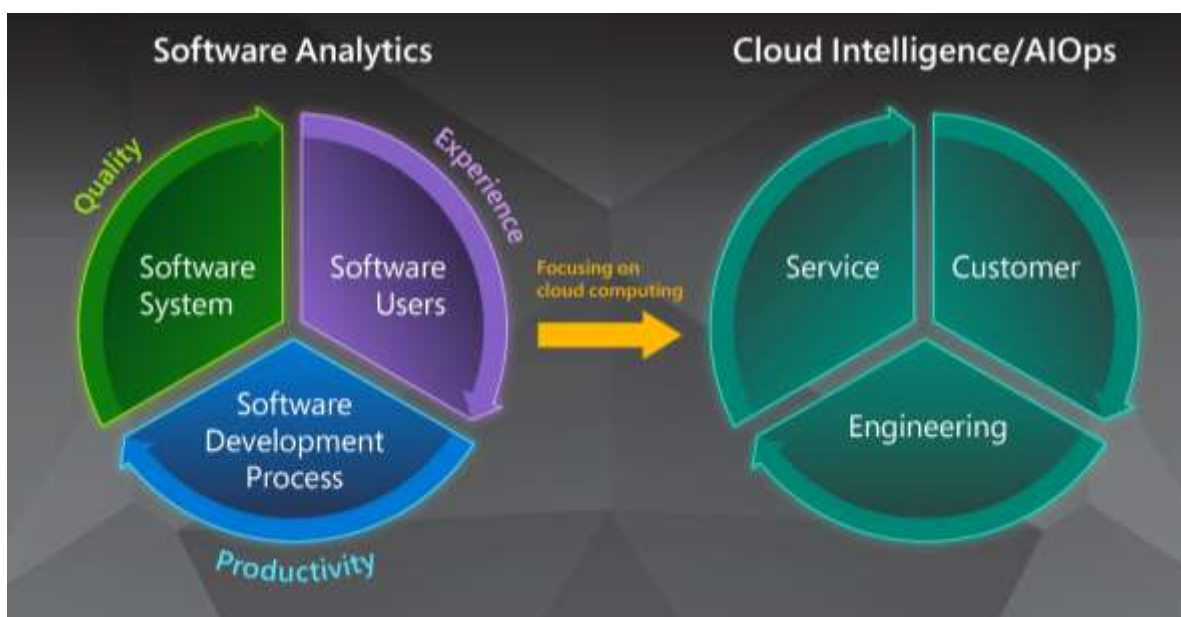 Software Analytics
Quality
Experience
Software
System
Software
Users
Software
Development
Process
Productivity
Focusing on
cloud computing
Cloud Intelligence/AIOps
Service
Customer
Engineering